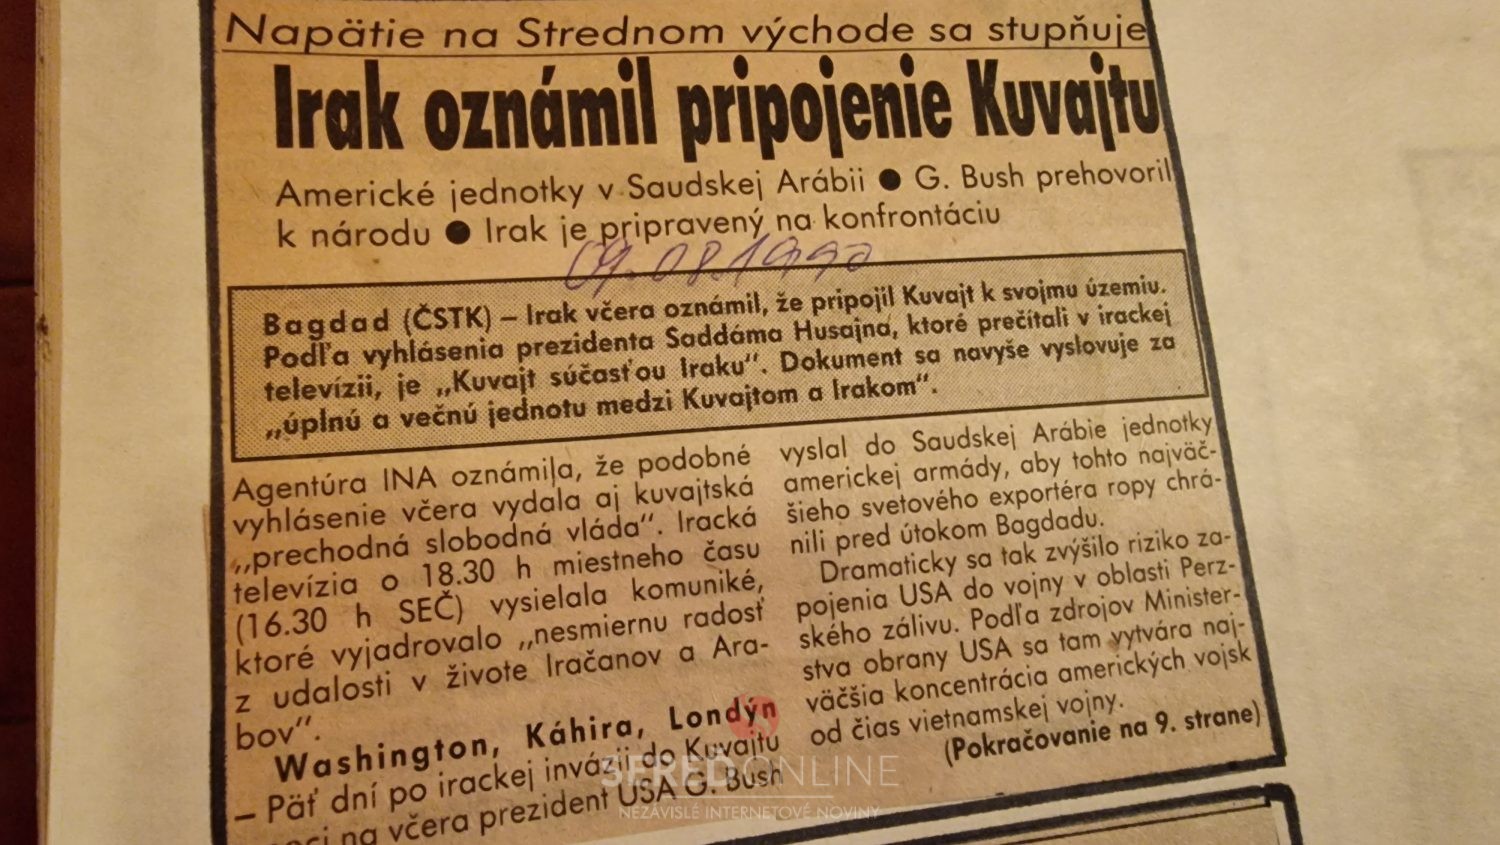 Napätie na Strednom východe sa stupňuje
Irak oznámil pripojenie Kuvajtu
Americké jednotky v Saudskej Arábii ● G. Bush prehovoril
k národu ● Irak je pripravený na konfrontáciu
09.08.1990
Bagdad (ČSTK) – Irak včera oznámil, že pripojil Kuvajt k svojmu územiu.
Podľa vyhlásenia prezidenta Saddáma Husajna, ktoré prečítali v irackej
televízii, je „Kuvajt súčasťou Iraku“. Dokument sa navyše vyslovuje za
„úplnú a večnú jednotu medzi Kuvajtom a Irakom“.
Agentúra INA oznámila, že podobné
vyhlásenie včera vydala aj kuvajtská
„prechodná slobodná vláda“. Iracká
televízia o 18.30 h miestneho času
(16.30 h SEČ) vysielala komuniké,
ktoré vyjadrovalo „nesmiernu radosť
z udalosti v živote Iračanov a Ara-
bov“.
Washington, Káhira, Londýn
– Päť dní po irackej invázii do Kuvajtu
na včera prezident USA G. Bush
vyslal do Saudskej Arábie jednotky
americkej armády, aby tohto najväč-
šieho svetového exportéra ropy chrá-
nili pred útokom Bagdadu.
Dramaticky sa tak zvýšilo riziko za-
pojenia USA do vojny v oblasti Perz-
ského zálivu. Podľa zdrojov Minister-
stva obrany USA sa tam vytvára naj-
väčšia koncentrácia amerických vojsk
od čias vietnamskej vojny.
(Pokračovanie na 9. strane)
SFREDONLINE
NEZÁVISLÉ INTERNETOVÉ NOVINY